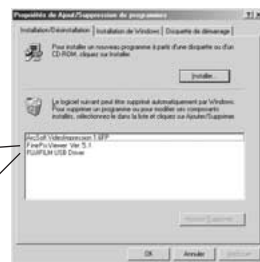 Propriétés de Ajout/Suppression de programmes
Installation/Désinstallation
Installation de Windows
Disquette de démarrage
Pour installer un nouveau programme à partir d'une disquette ou d'un
CD-ROM, cliquez sur Installer.
Installer...
Le logiciel suivant peut être supprimé automatiquement par Windows.
Pour supprimer un programme ou pour modifier ses composants
installés, sélectionnez-le dans la liste et cliquez sur Ajouter/Supprimer.
ArcSoft VideoImpression 1.6FP
FinePixViewer Ver 5.1
FUJIFILM USB Driver
Ajouter/Supprimer...
OK
Annuler